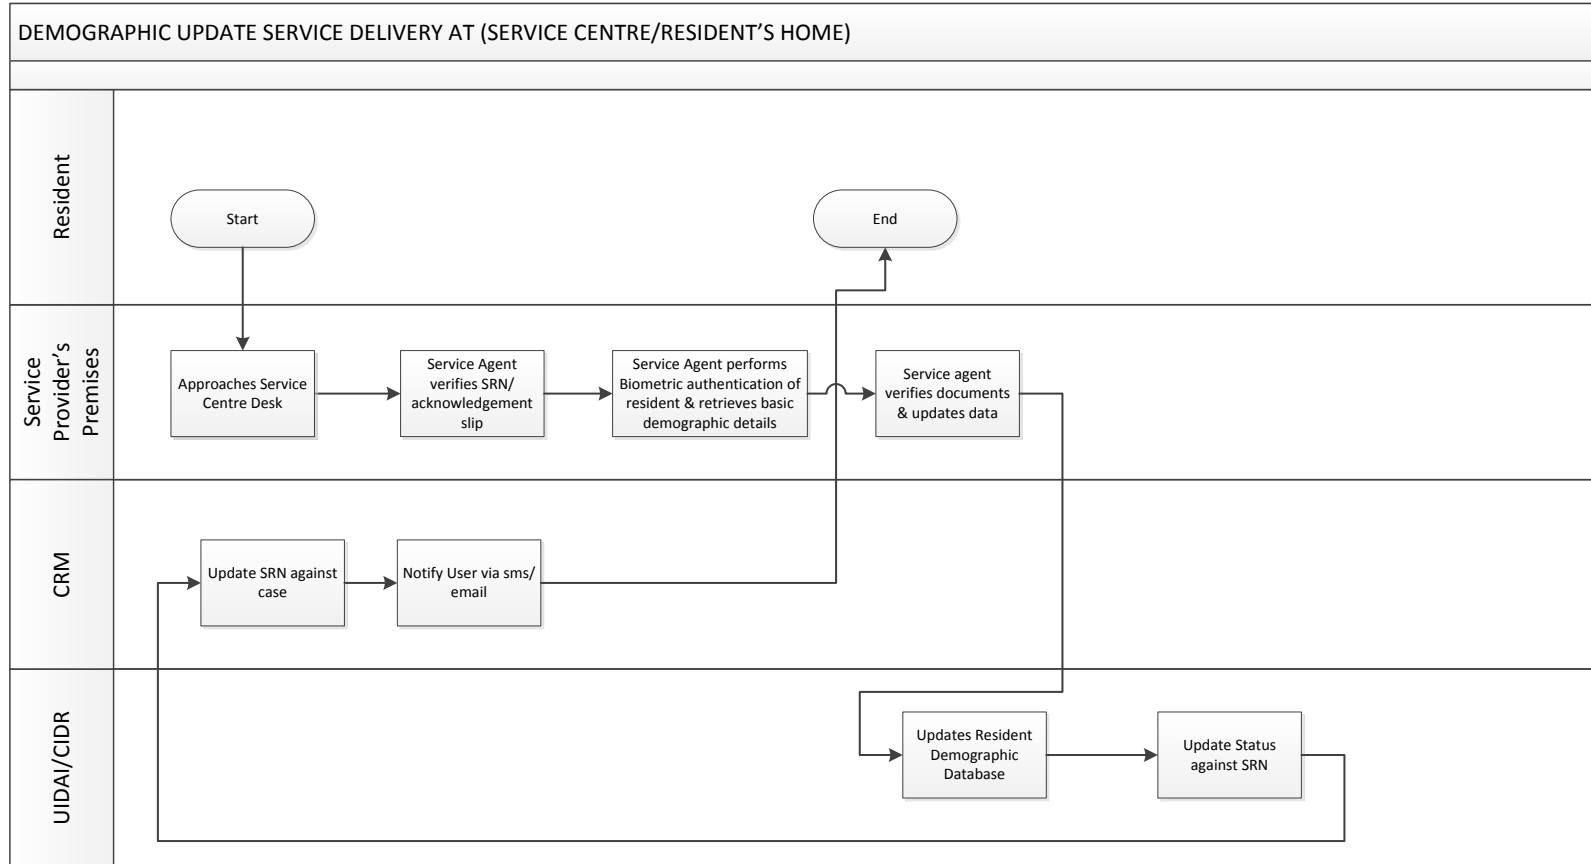 DEMOGRAPHIC UPDATE SERVICE DELIVERY AT (SERVICE CENTRE/RESIDENT’S HOME)
Resident
Start
End
Service
Provider’s
Premises
Approaches Service
Centre Desk
Service Agent
verifies SRN/
acknowledgement
slip
Service Agent performs
Biometric authentication of
resident & retrieves basic
demographic details
Service agent
verifies documents
& updates data
CRM
Update SRN against
case
Notify User via sms/
email
UIDAI/CIDR
Updates Resident
Demographic
Database
Update Status
against SRN